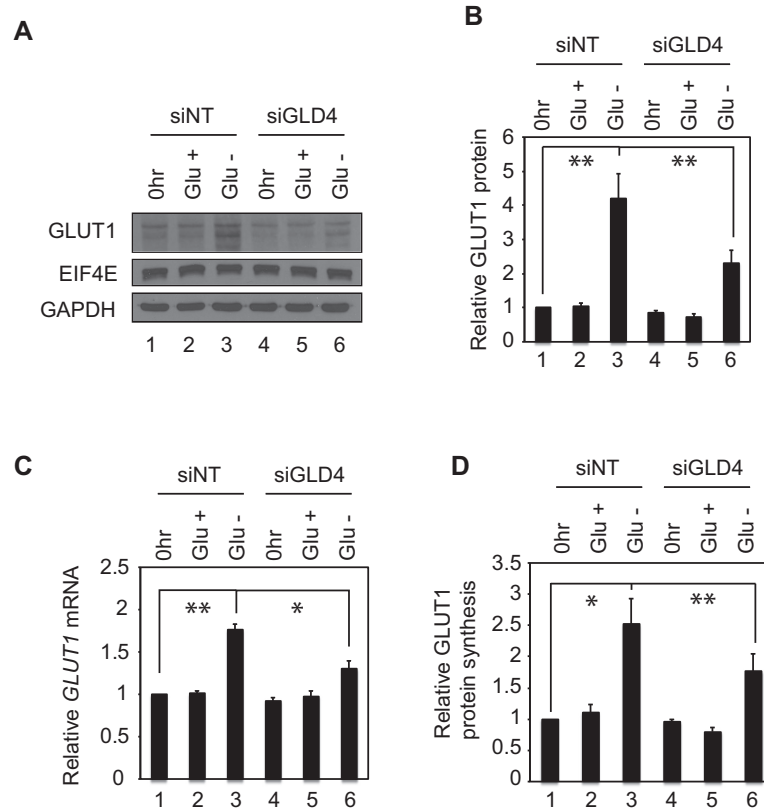 A
siNT siGLD4
0hr Glu + Glu - 0hr Glu + Glu -
GLUT1
EIF4E
GAPDH
1 2 3 4 5 6
B
siNT siGLD4
0hr Glu + Glu - 0hr Glu + Glu -
Relative GLUT1 protein
6
5
4
3
2
1
0
** **
1 2 3 4 5 6
C
siNT siGLD4
0hr Glu + Glu - 0hr Glu + Glu -
Relative GLUT1 mRNA
2.5
2
1.5
1
0.5
0
** *
1 2 3 4 5 6
D
siNT siGLD4
0hr Glu + Glu - 0hr Glu + Glu -
Relative GLUT1
protein synthesis
3.5
3
2.5
2
1.5
1
0.5
0
* **
1 2 3 4 5 6